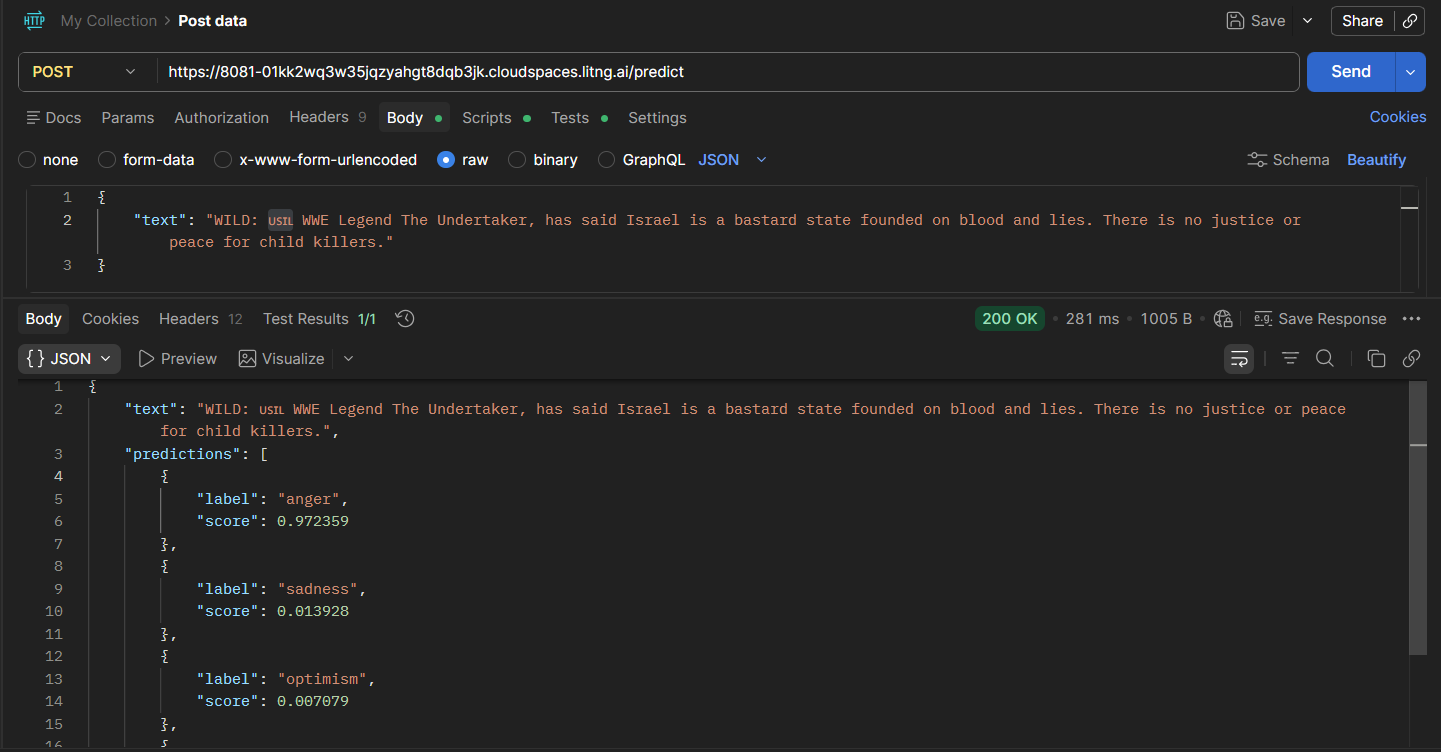 HTTP My Collection > Post data Save Share
POST https://8081-01kk2wq3w35jqzyahgt8dqb3jk.cloudspaces.litng.ai/predict Send
Docs Params Authorization Headers 9 Body Scripts Tests Settings Cookies
none form-data x-www-form-urlencoded raw binary GraphQL JSON Schema Beautify
1 {
2 "text": "WILD: 🇺🇸🇮🇱 WWE Legend The Undertaker, has said Israel is a bastard state founded on blood and lies. There is no justice or
peace for child killers."
3 }
Body Cookies Headers 12 Test Results 1/1 200 OK • 281 ms • 1005 B • e.g. Save Response
{} JSON Preview Visualize
1 {
2 "text": "WILD: 🇺🇸🇮🇱 WWE Legend The Undertaker, has said Israel is a bastard state founded on blood and lies. There is no justice or peace
for child killers.",
3 "predictions": [
4 {
5 "label": "anger",
6 "score": 0.972359
7 },
8 {
9 "label": "sadness",
10 "score": 0.013928
11 },
12 {
13 "label": "optimism",
14 "score": 0.007079
15 },
16 {